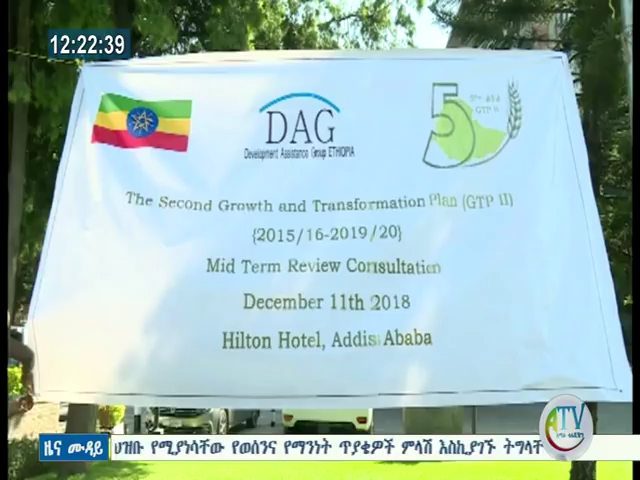 12:22:39
DAG
Development Assistance Group ETHIOPIA
5
GTP II
The Second Growth and Transformation Plan (GTP II)
{2015/16-2019/20}
Mid Term Review Consultation
December 11th 2018
Hilton Hotel, Addis Ababa
ዜና ሙዳይ
ህዝቡ የሚያነሳቸው የወሰንና የማንነት ጥያቄዎች ምላሽ እስኪያገኙ ትግላቸ
TV